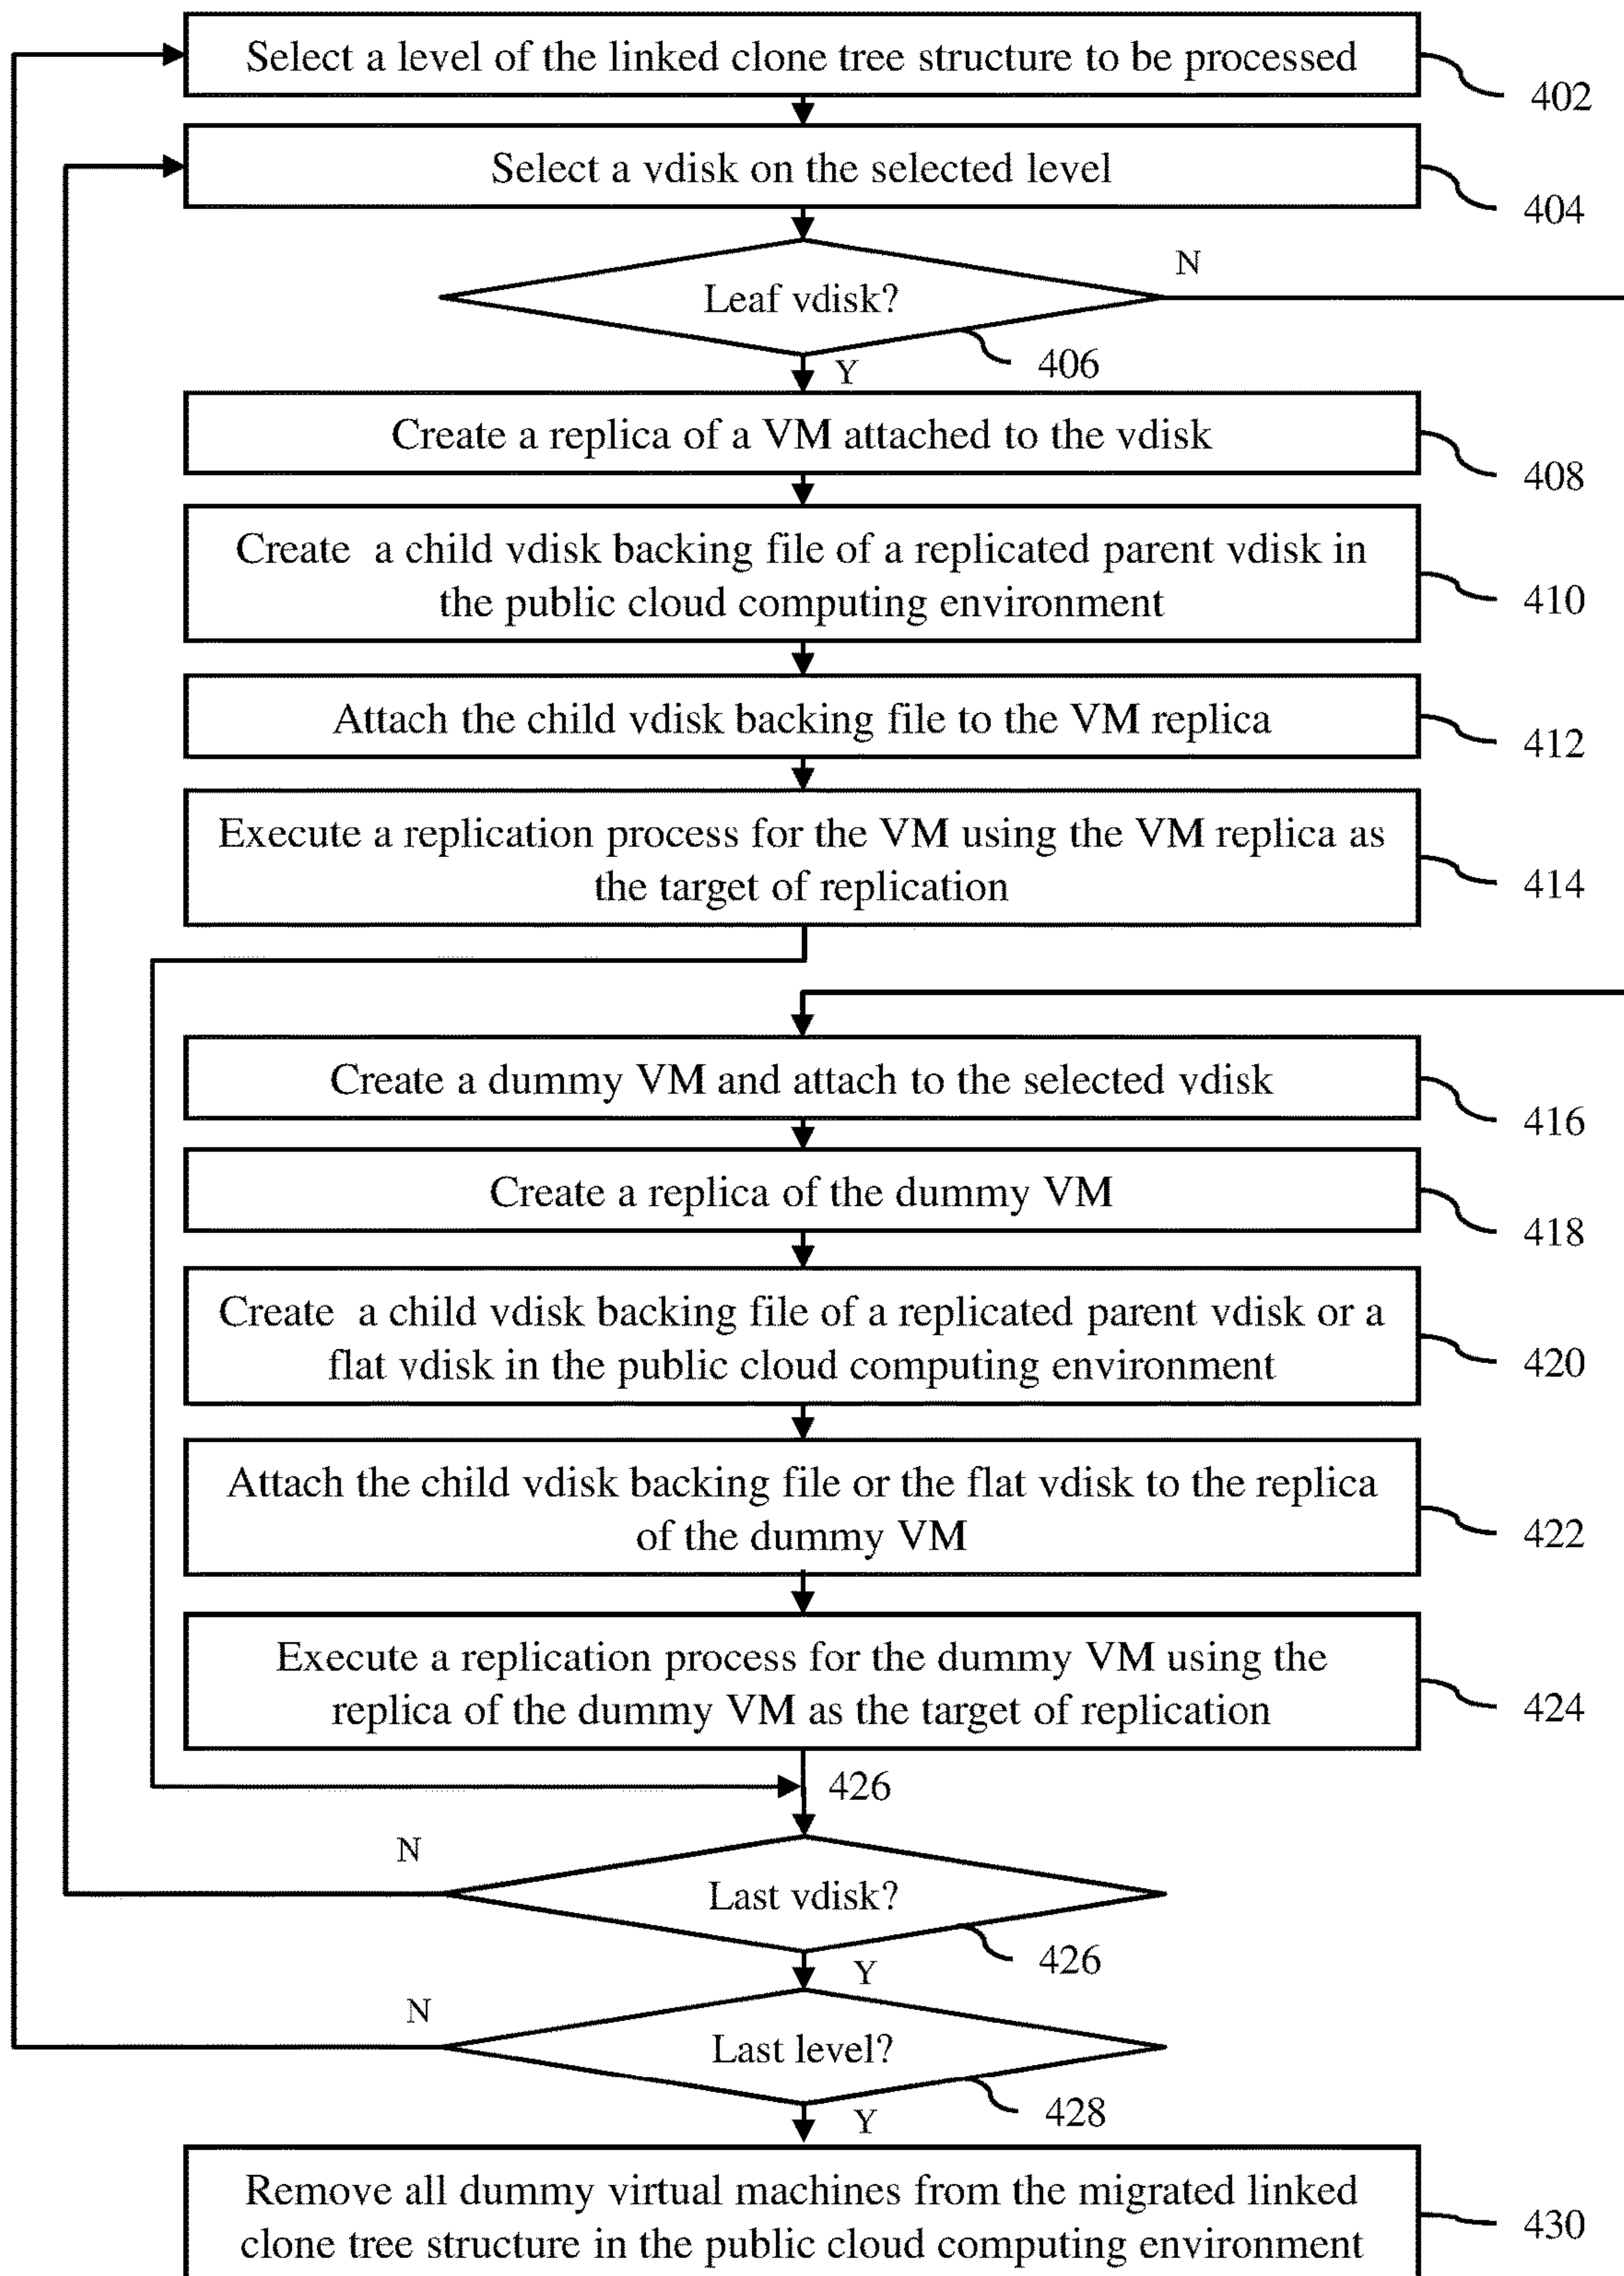 Select a level of the linked clone tree structure to be processed
402
Select a vdisk on the selected level
404
N
Leaf vdisk?
406
Y
Create a replica of a VM attached to the vdisk
408
Create a child vdisk backing file of a replicated parent vdisk in
the public cloud computing environment
410
Attach the child vdisk backing file to the VM replica
412
Execute a replication process for the VM using the VM replica as
the target of replication
414
Create a dummy VM and attach to the selected vdisk
416
Create a replica of the dummy VM
418
Create a child vdisk backing file of a replicated parent vdisk or a
flat vdisk in the public cloud computing environment
420
Attach the child vdisk backing file or the flat vdisk to the replica
of the dummy VM
422
Execute a replication process for the dummy VM using the
replica of the dummy VM as the target of replication
424
426
N
Last vdisk?
426
Y
N
Last level?
428
Y
Remove all dummy virtual machines from the migrated linked
clone tree structure in the public cloud computing environment
430